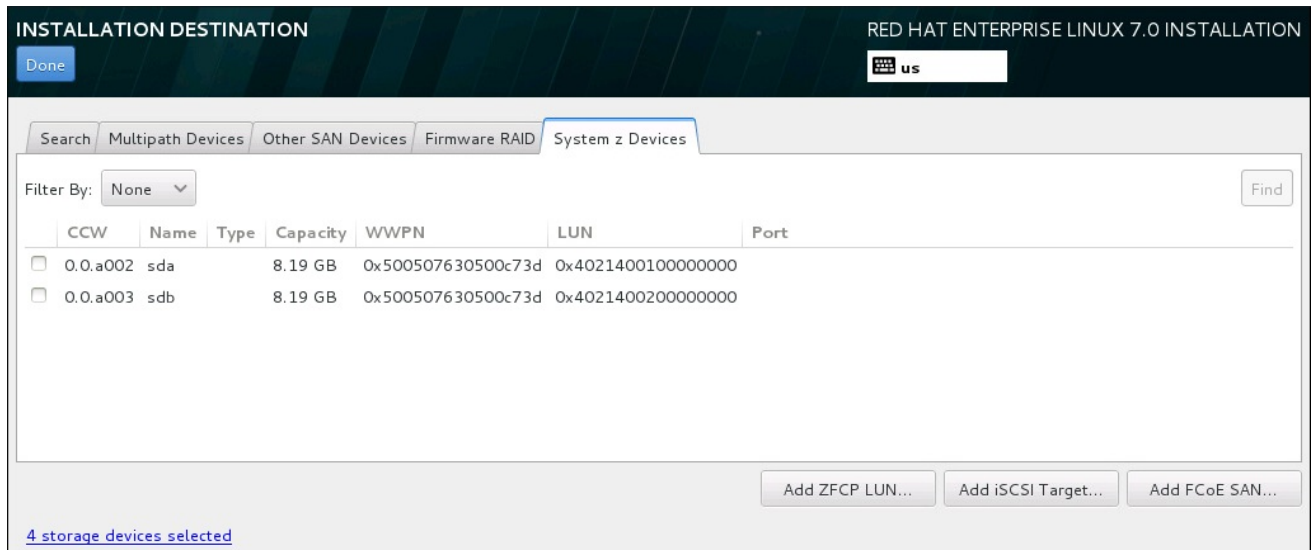 INSTALLATION DESTINATION
RED HAT ENTERPRISE LINUX 7.0 INSTALLATION
Done
us
Search Multipath Devices Other SAN Devices Firmware RAID System z Devices
Filter By: None Find
CCW Name Type Capacity WWPN LUN Port
0.0.a002 sda 8.19 GB 0x500507630500c73d 0x4021400100000000
0.0.a003 sdb 8.19 GB 0x500507630500c73d 0x4021400200000000
Add ZFCP LUN... Add iSCSI Target... Add FCoE SAN...
4 storage devices selected